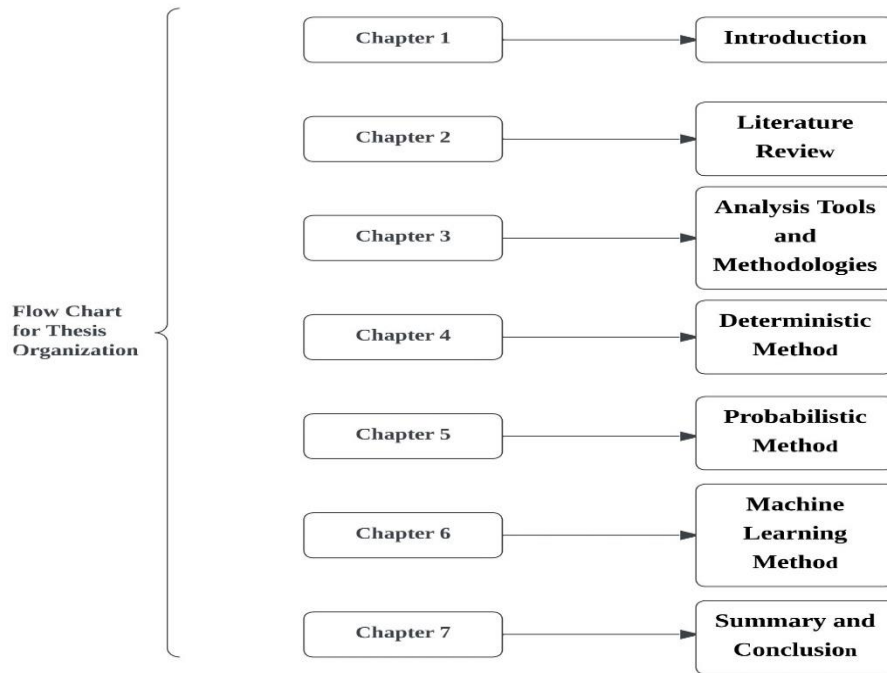 Chapter 1
Introduction
Chapter 2
Literature
Review
Chapter 3
Analysis Tools
and
Methodologies
Flow Chart
for Thesis
Organization
Chapter 4
Deterministic
Method
Chapter 5
Probabilistic
Method
Chapter 6
Machine
Learning
Method
Chapter 7
Summary and
Conclusion